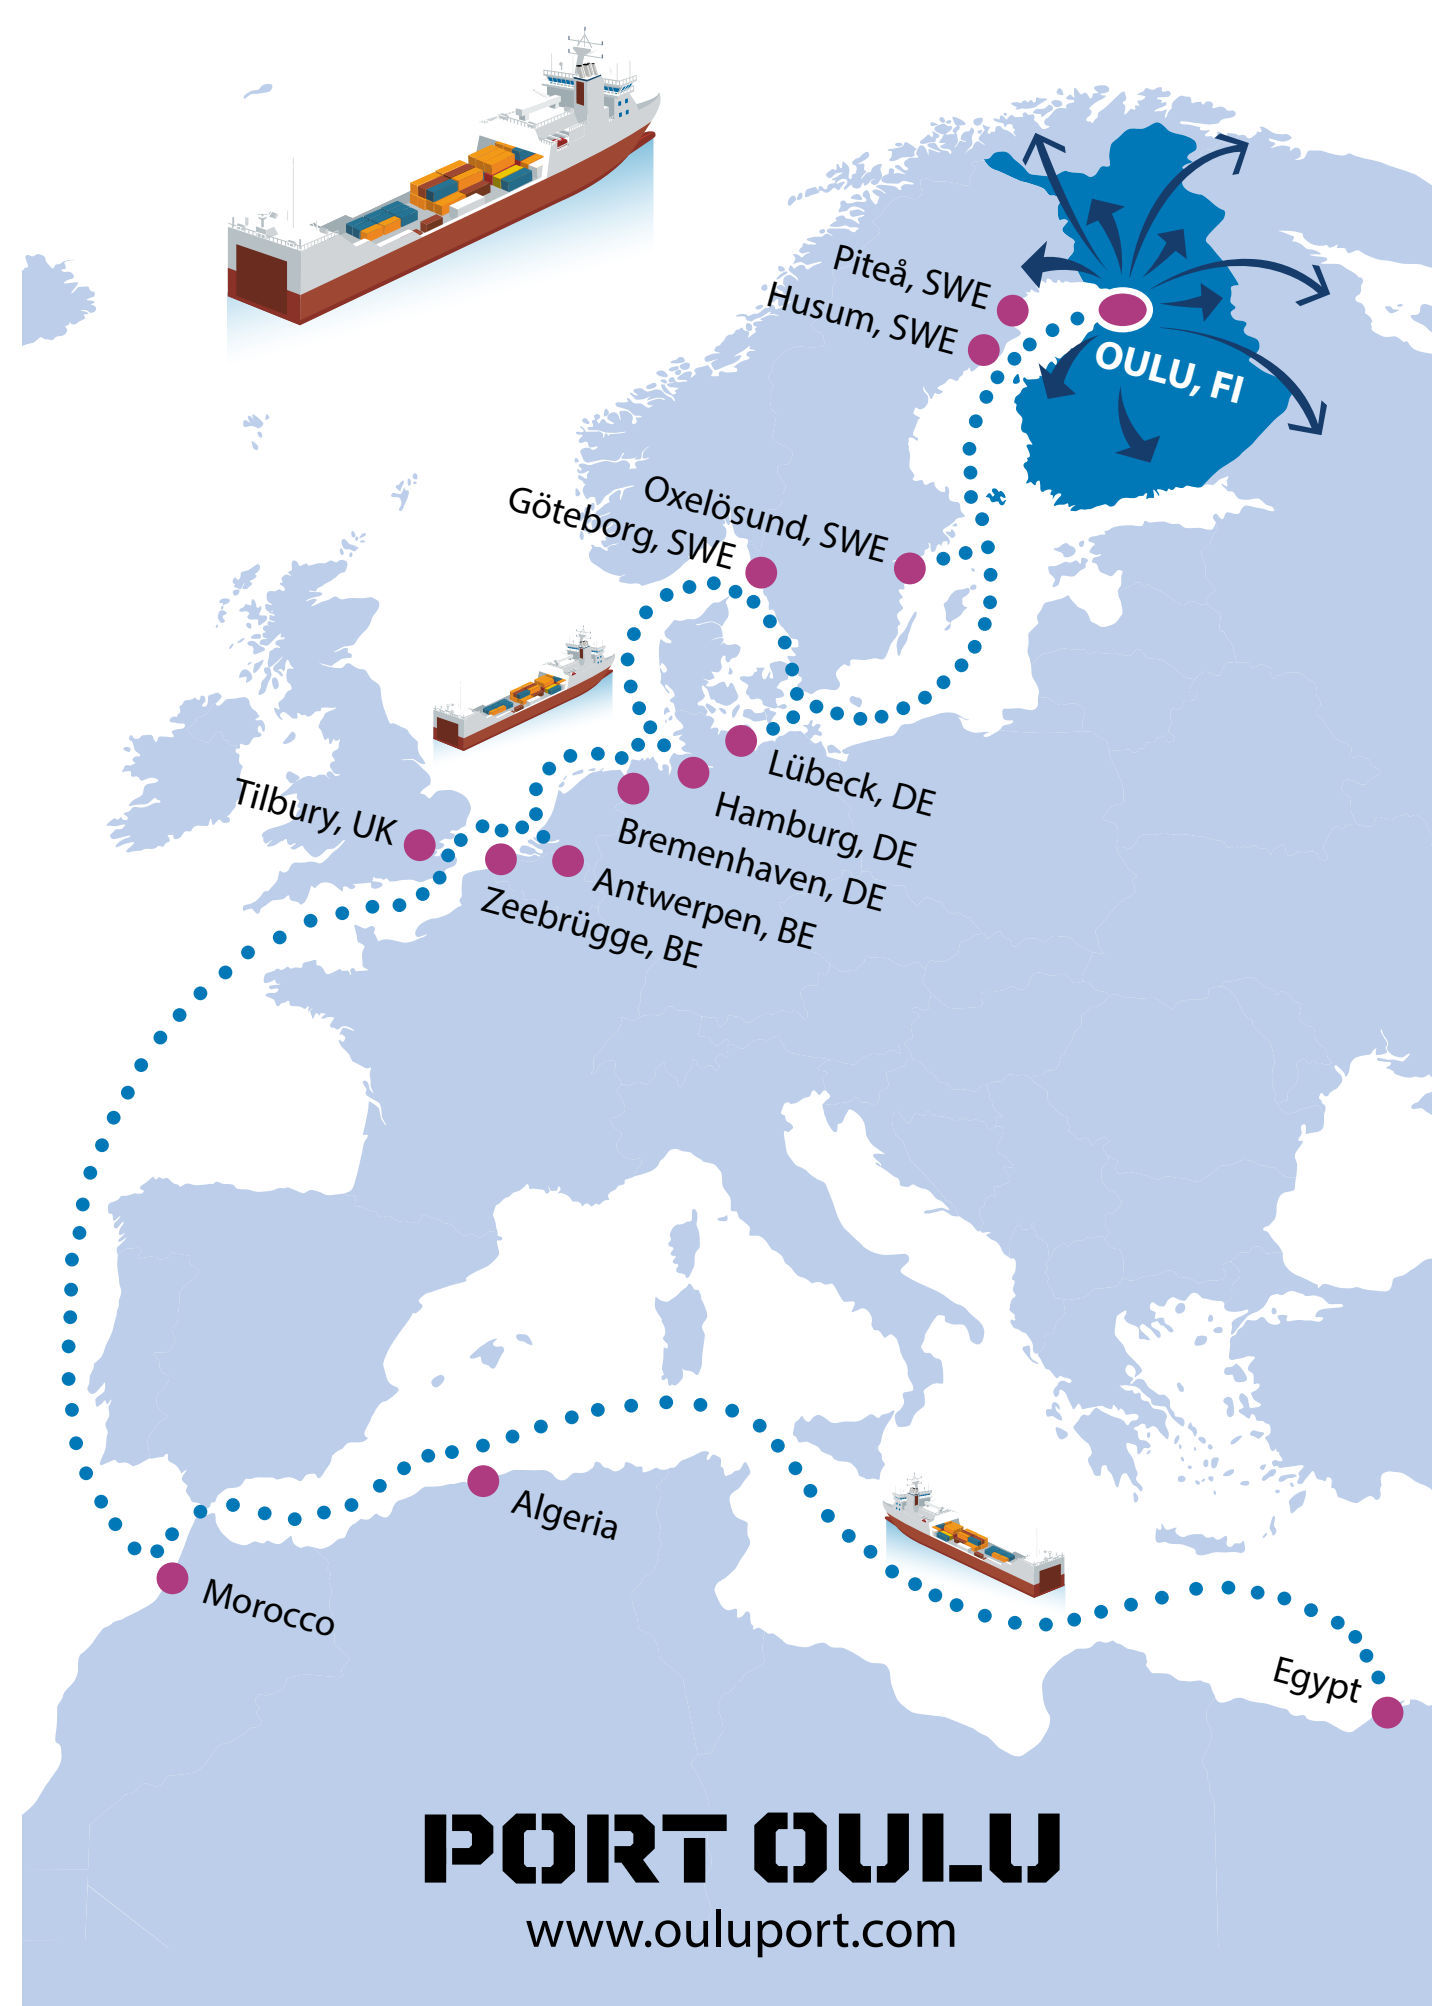 Piteå, SWE
Husum, SWE
OULU, FI
Oxelösund, SWE
Göteborg, SWE
Lübeck, DE
Hamburg, DE
Tilbury, UK
Bremenhaven, DE
Antwerpen, BE
Zeebrügge, BE
Algeria
Morocco
Egypt
PORT OULU
www.ouluport.com